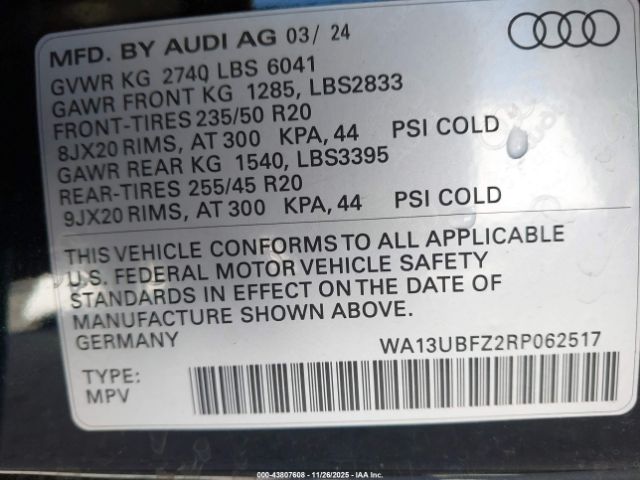 MFD. BY AUDI AG 03/ 24
GVWR KG 2740 LBS 6041
GAWR FRONT KG 1285, LBS2833
FRONT-TIRES 235/50 R20
8JX20 RIMS, AT 300 KPA, 44 PSI COLD
GAWR REAR KG 1540, LBS3395
REAR-TIRES 255/45 R20
9JX20 RIMS, AT 300 KPA, 44 PSI COLD
THIS VEHICLE CONFORMS TO ALL APPLICABLE
U.S. FEDERAL MOTOR VEHICLE SAFETY
STANDARDS IN EFFECT ON THE DATE OF
MANUFACTURE SHOWN ABOVE.
GERMANY
WA13UBFZ2RP062517
TYPE:
MPV
000-43807608 - 11/26/2025 - IAA Inc.